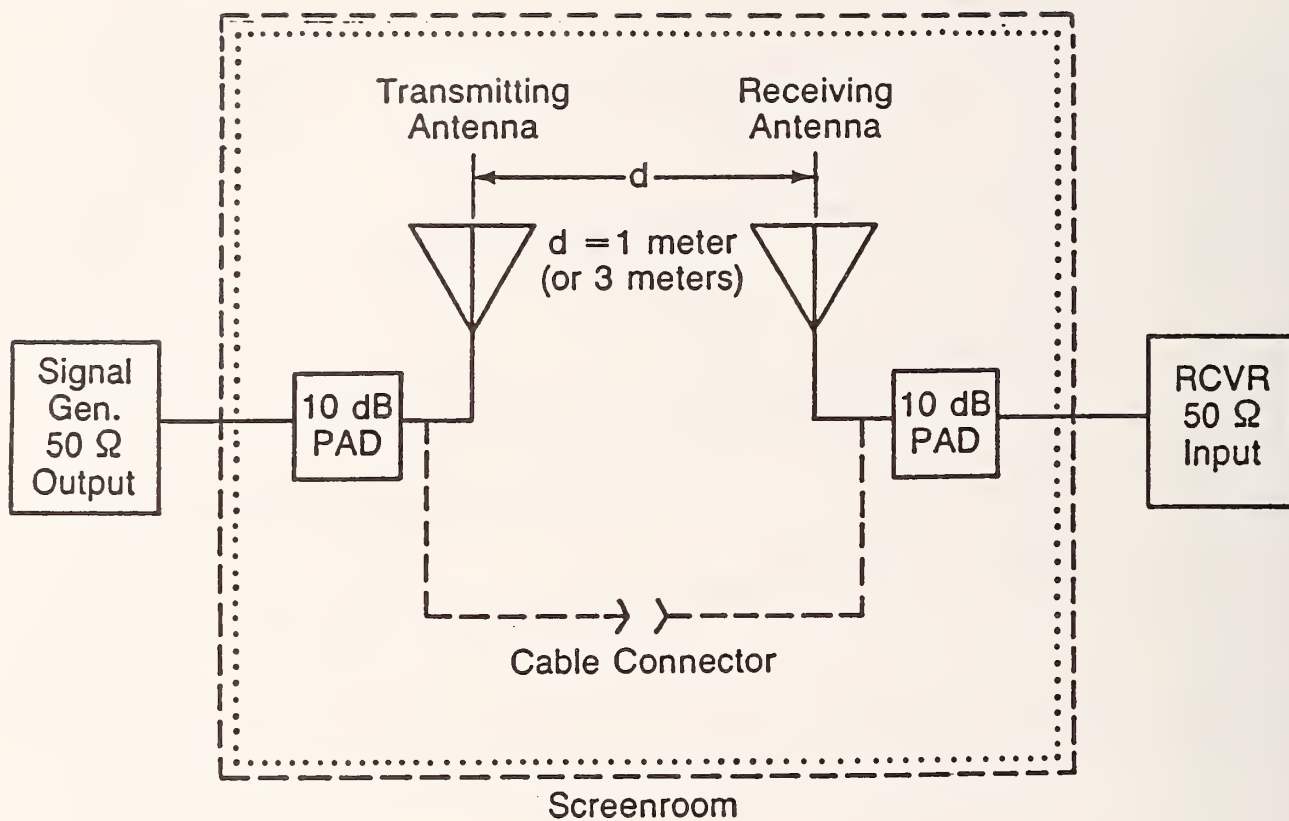 Transmitting
Antenna
Receiving
Antenna
d
d = 1 meter
(or 3 meters)
Signal
Gen.
50 Ω
Output
10 dB
PAD
10 dB
PAD
RCVR
50 Ω
Input
Cable Connector
Screenroom